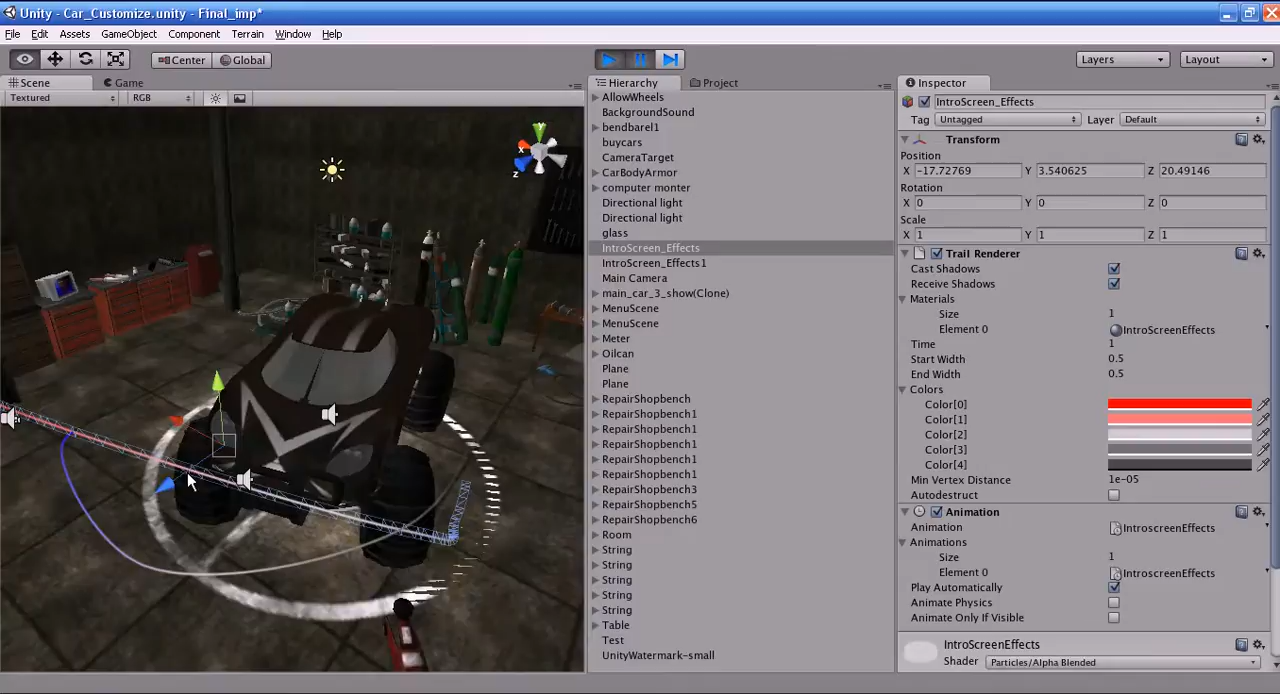 Unity - Car_Customize.unity - Final_imp*
File Edit Assets GameObject Component Terrain Window Help
Center Global Layers Layout
Scene Game
Textured RGB
Hierarchy Project
AllowWheels
BackgroundSound
bendbarel1
buycars
CameraTarget
CarBodyArmor
computer monter
Directional light
Directional light
glass
IntroScreen_Effects
IntroScreen_Effects1
Main Camera
main_car_3_show(Clone)
MenuScene
MenuScene
Meter
Oilcan
Plane
Plane
RepairShopbench
RepairShopbench1
RepairShopbench1
RepairShopbench1
RepairShopbench1
RepairShopbench1
RepairShopbench3
RepairShopbench5
RepairShopbench6
Room
String
String
String
String
String
Table
Test
UnityWatermark-small
Inspector
IntroScreen_Effects
Tag Untagged Layer Default
Transform
Position
X -17.72769 Y 3.540625 Z 20.49146
Rotation
X 0 Y 0 Z 0
Scale
X 1 Y 1 Z 1
Trail Renderer
Cast Shadows
Receive Shadows
Materials
Size 1
Element 0 IntroScreenEffects
Time 1
Start Width 0.5
End Width 0.5
Colors
Color[0]
Color[1]
Color[2]
Color[3]
Color[4]
Min Vertex Distance 1e-05
Autodestruct
Animation
Animation IntroscreenEffects
Animations
Size 1
Element 0 IntroscreenEffects
Play Automatically
Animate Physics
Animate Only If Visible
IntroScreenEffects
Shader Particles/Alpha Blended
y
x
z